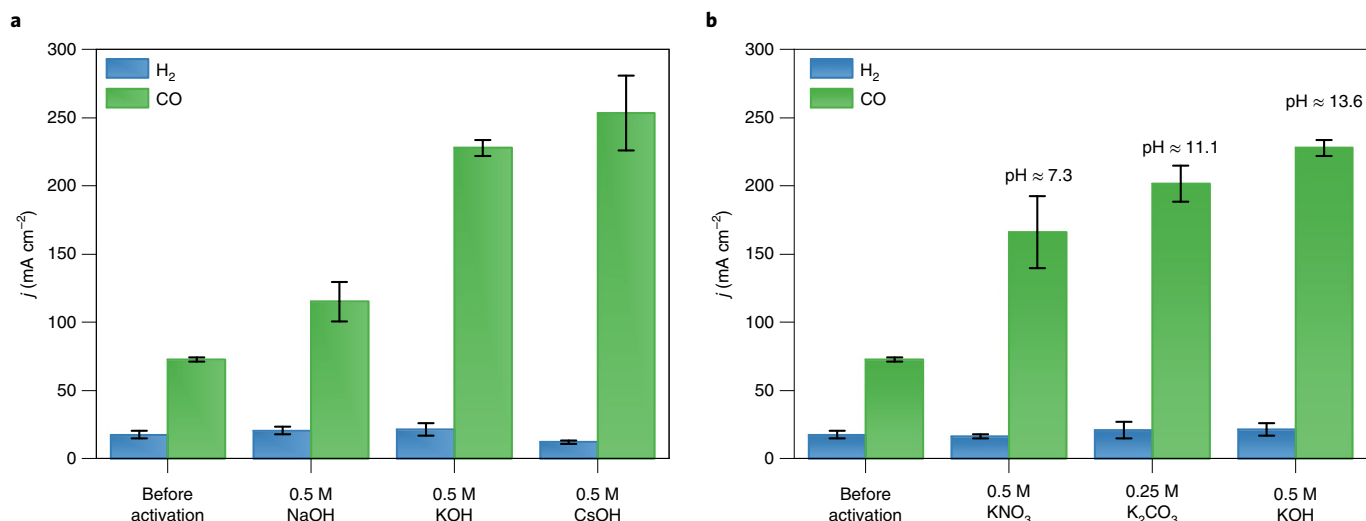 a
300
250
200
150
100
50
0
j (mA cm⁻²)
H₂
CO
Before
activation
0.5 M
NaOH
0.5 M
KOH
0.5 M
CsOH
b
300
250
200
150
100
50
0
j (mA cm⁻²)
H₂
CO
pH ≈ 7.3
pH ≈ 11.1
pH ≈ 13.6
Before
activation
0.5 M
KNO₃
0.25 M
K₂CO₃
0.5 M
KOH